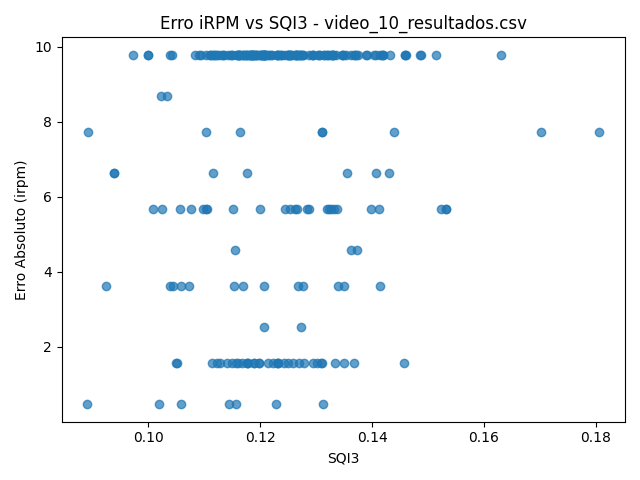 Erro iRPM vs SQI3 - video_10_resultados.csv
Erro Absoluto (irpm)
10
8
6
4
2
0.10 0.12 0.14 0.16 0.18
SQI3